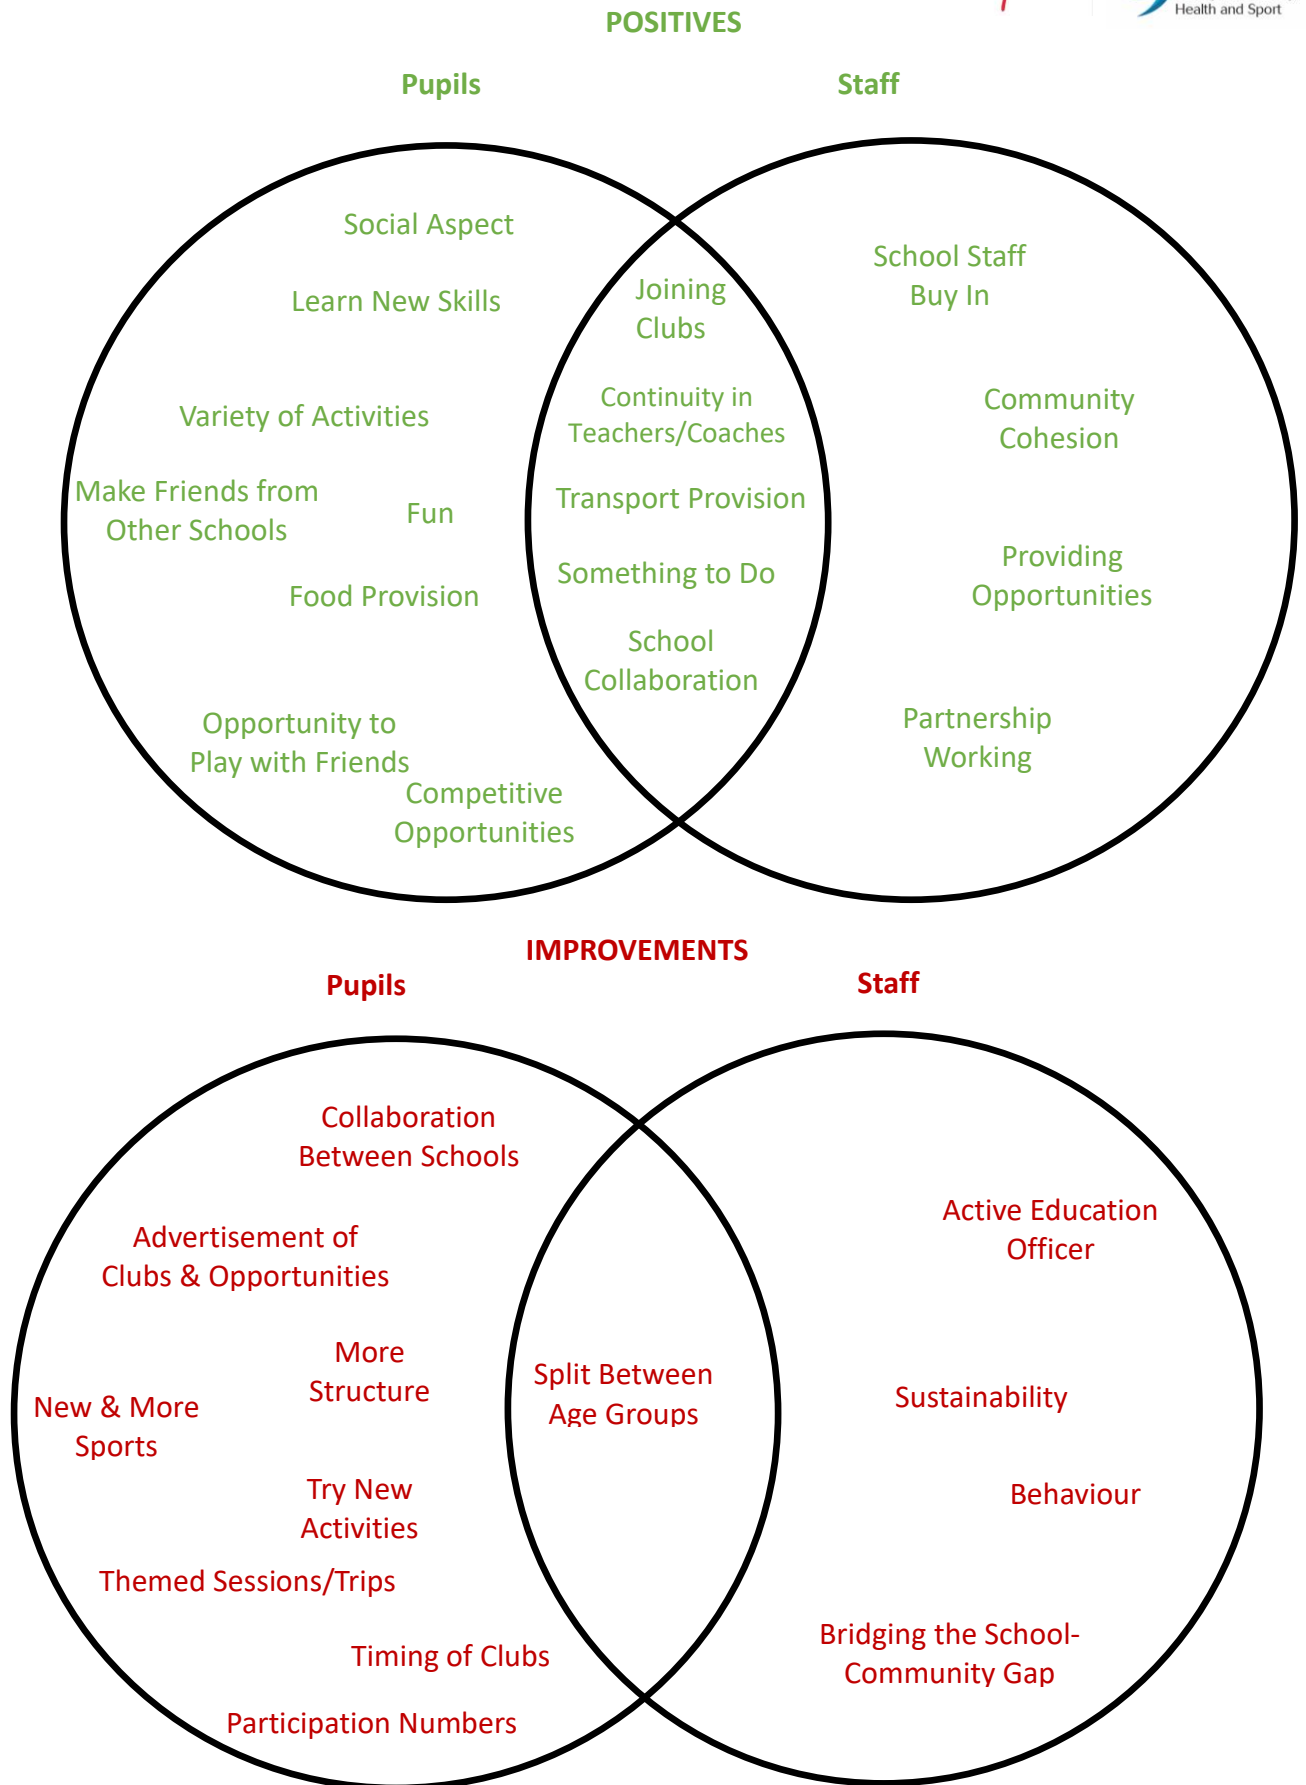 Health and Sport
POSITIVES
Pupils
Staff
Social Aspect
Learn New Skills
Variety of Activities
Make Friends from
Other Schools
Fun
Food Provision
Opportunity to
Play with Friends
Competitive
Opportunities
Joining
Clubs
Continuity in
Teachers/Coaches
Transport Provision
Something to Do
School
Collaboration
School Staff
Buy In
Community
Cohesion
Providing
Opportunities
Partnership
Working
IMPROVEMENTS
Pupils
Staff
Collaboration
Between Schools
Advertisement of
Clubs & Opportunities
More
Structure
New & More
Sports
Try New
Activities
Themed Sessions/Trips
Timing of Clubs
Participation Numbers
Split Between
Age Groups
Active Education
Officer
Sustainability
Behaviour
Bridging the School-
Community Gap